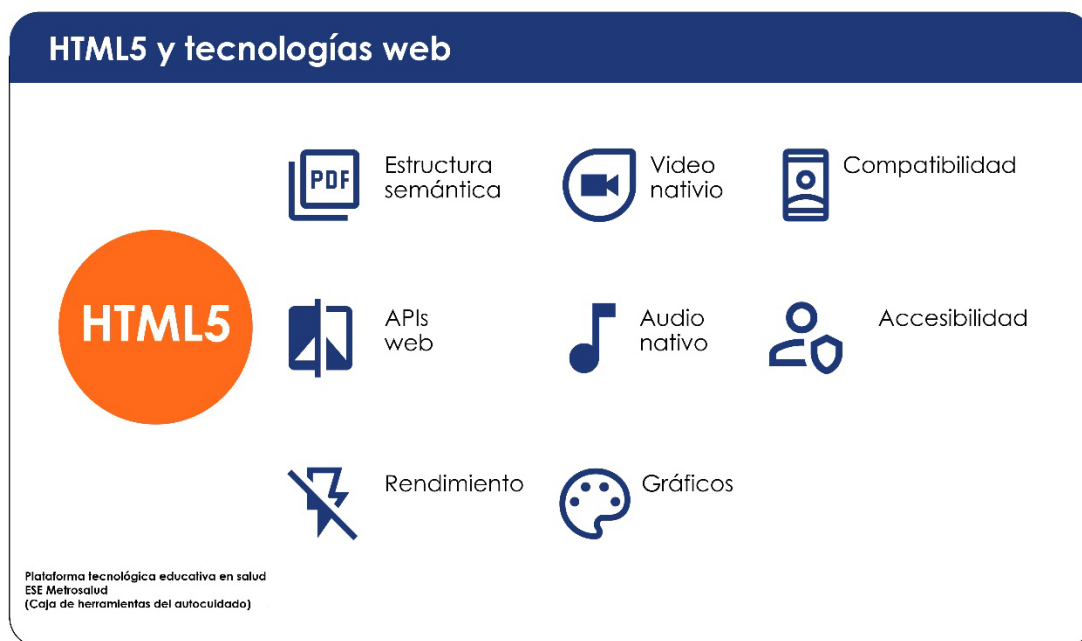 HTML5 y tecnologías web
PDF
Estructura
semántica
Video
nativio
Compatibilidad
HTML5
APIs
web
Audio
nativo
Accesibilidad
Rendimiento
Gráficos
Plataforma tecnológica educativa en salud
ESE Metrosalud
(Caja de herramientas del autocuidado)